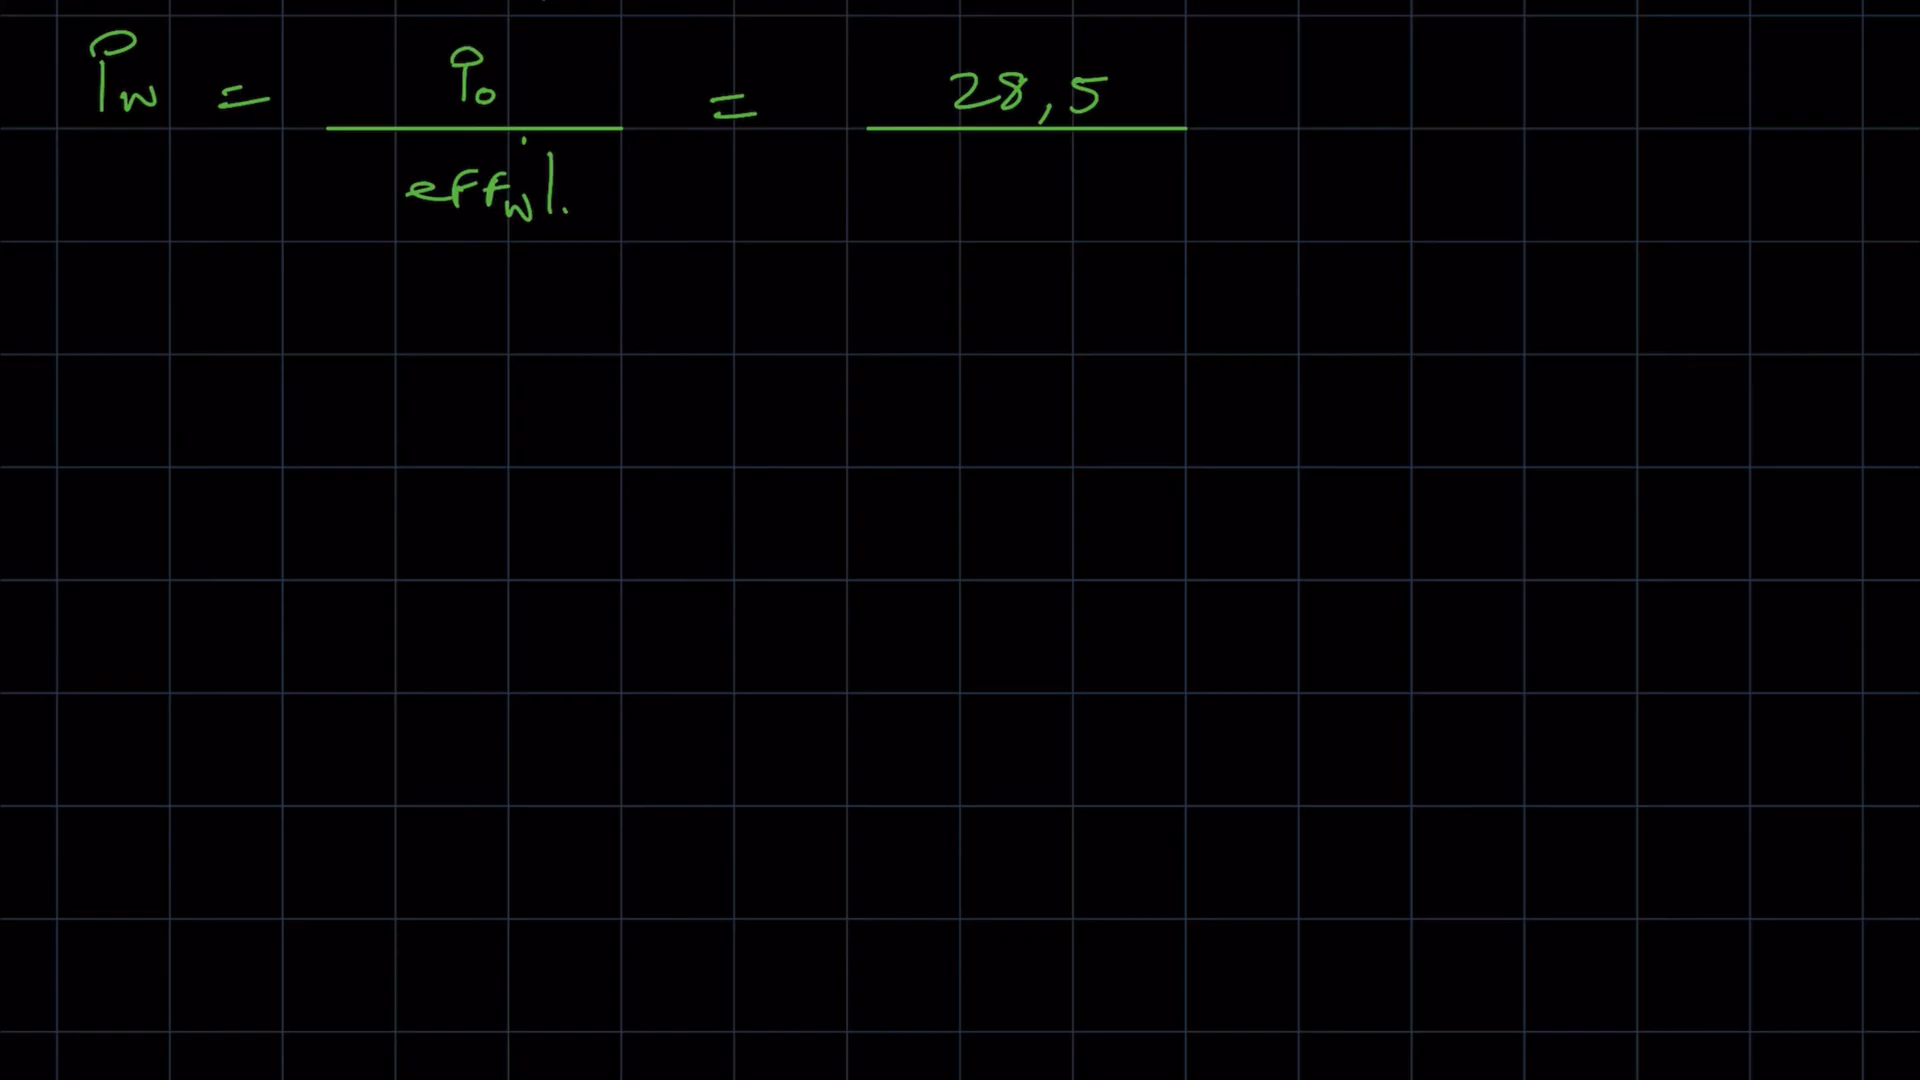 Pw = Po = 28,5
effw|.